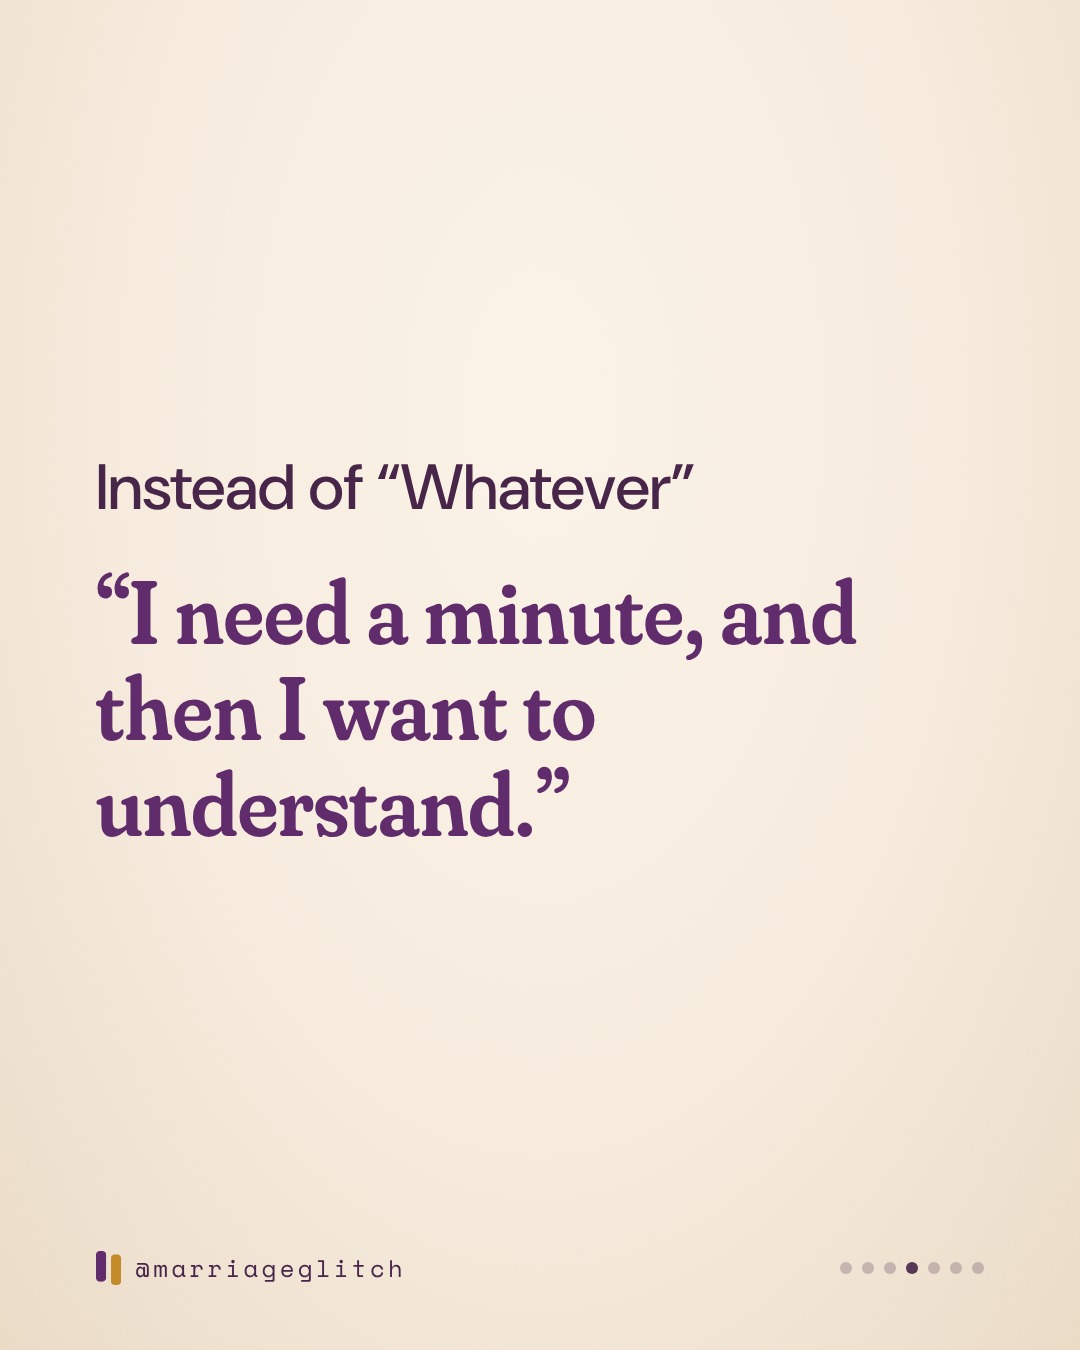 Instead of “Whatever”
“I need a minute, and
then I want to
understand.”
@marriageglitch